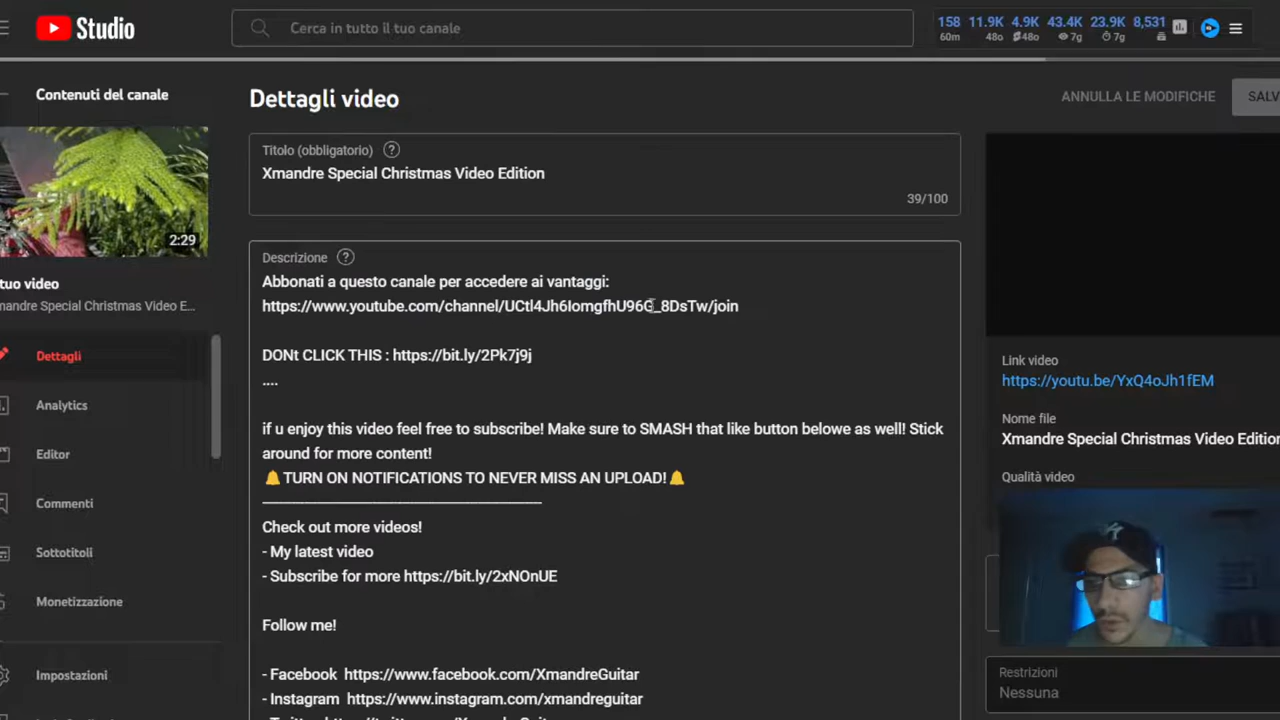 Studio
Cerca in tutto il tuo canale
158 11.9K 4.9K 43.4K 23.9K 8,531
60m 48o 48o 7g 7g
Contenuti del canale
Dettagli video
ANNULLA LE MODIFICHE
SALV
Titolo (obbligatorio) ?
Xmandre Special Christmas Video Edition
39/100
2:29
Descrizione ?
Abbonati a questo canale per accedere ai vantaggi:
https://www.youtube.com/channel/UCtl4Jh6IomgfhU96G_8DsTw/join
tuo video
mandre Special Christmas Video E...
DONt CLICK THIS : https://bit.ly/2Pk7j9j
....
Dettagli
Link video
https://youtu.be/YxQ4oJh1fEM
Analytics
Nome file
Xmandre Special Christmas Video Edition
if u enjoy this video feel free to subscribe! Make sure to SMASH that like button belowe as well! Stick
around for more content!
Editor
🔔TURN ON NOTIFICATIONS TO NEVER MISS AN UPLOAD!🔔
Qualità video
Commenti
Check out more videos!
- My latest video
Sottotitoli
- Subscribe for more https://bit.ly/2xNOnUE
Monetizzazione
Follow me!
Impostazioni
- Facebook https://www.facebook.com/XmandreGuitar
- Instagram https://www.instagram.com/xmandreguitar
Restrizioni
Nessuna